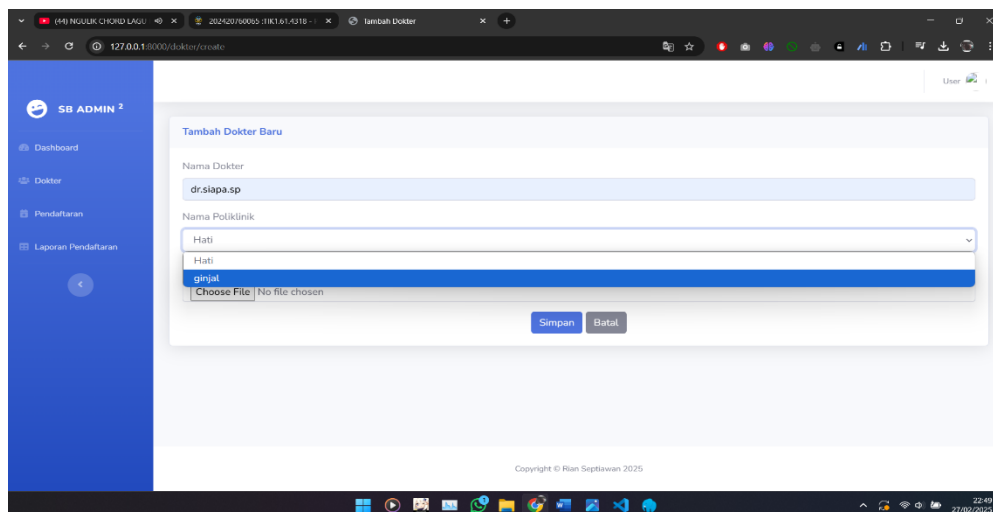 (44) NGULIK CHORD LAGU
202420760065 :TIK1.61.4318 -
Tambah Dokter
127.0.0.1:8000/dokter/create
User
SB ADMIN 2
Dashboard
Dokter
Pendaftaran
Laporan Pendaftaran
Tambah Dokter Baru
Nama Dokter
dr.siapa.sp
Nama Poliklinik
Hati
Hati
ginjal
Choose File No file chosen
Simpan Batal
Copyright © Rian Septiawan 2025
22:49
27/02/2025